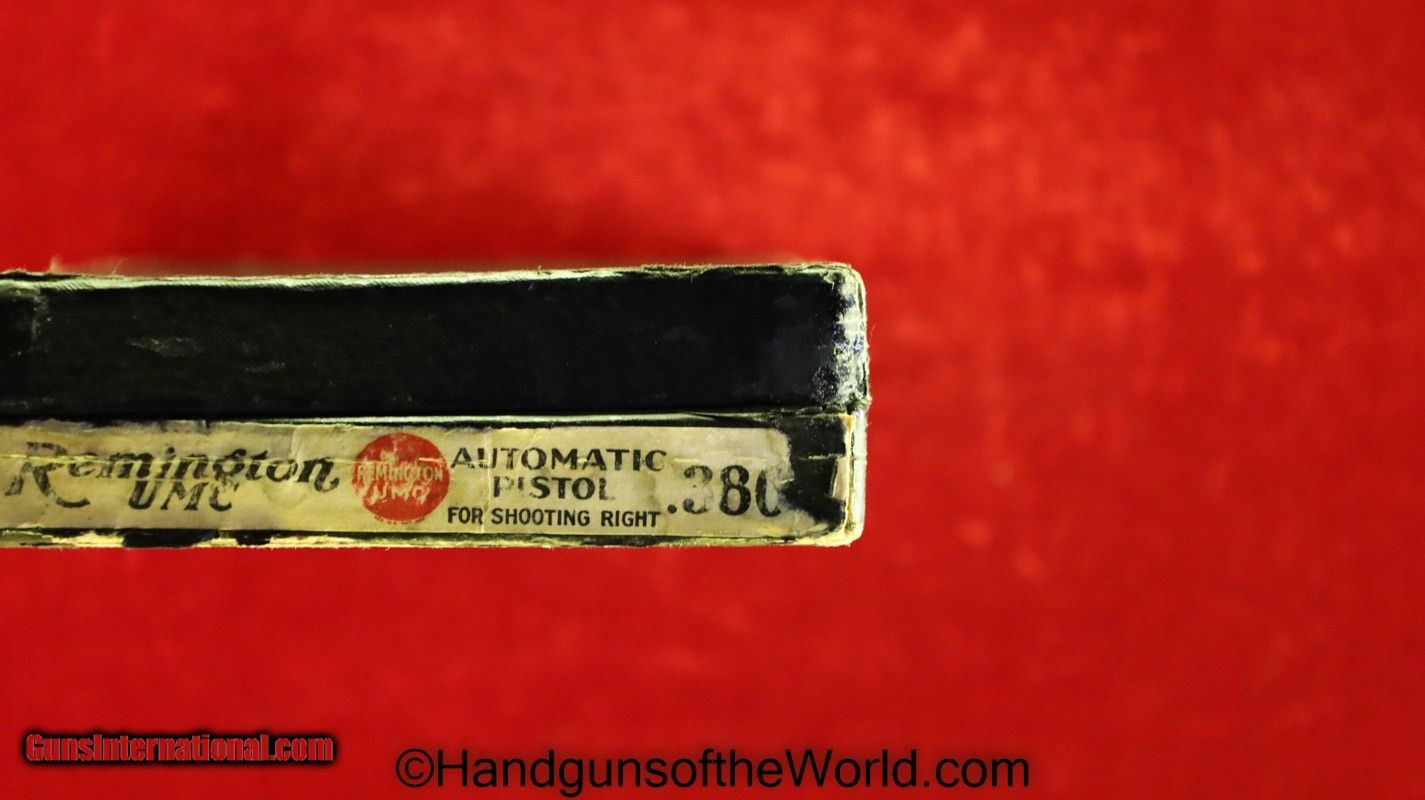 Remington
UMC
REMINGTON
UMC
AUTOMATIC
PISTOL
FOR SHOOTING RIGHT
.380
GunsInternational.com
©HandgunsoftheWorld.com